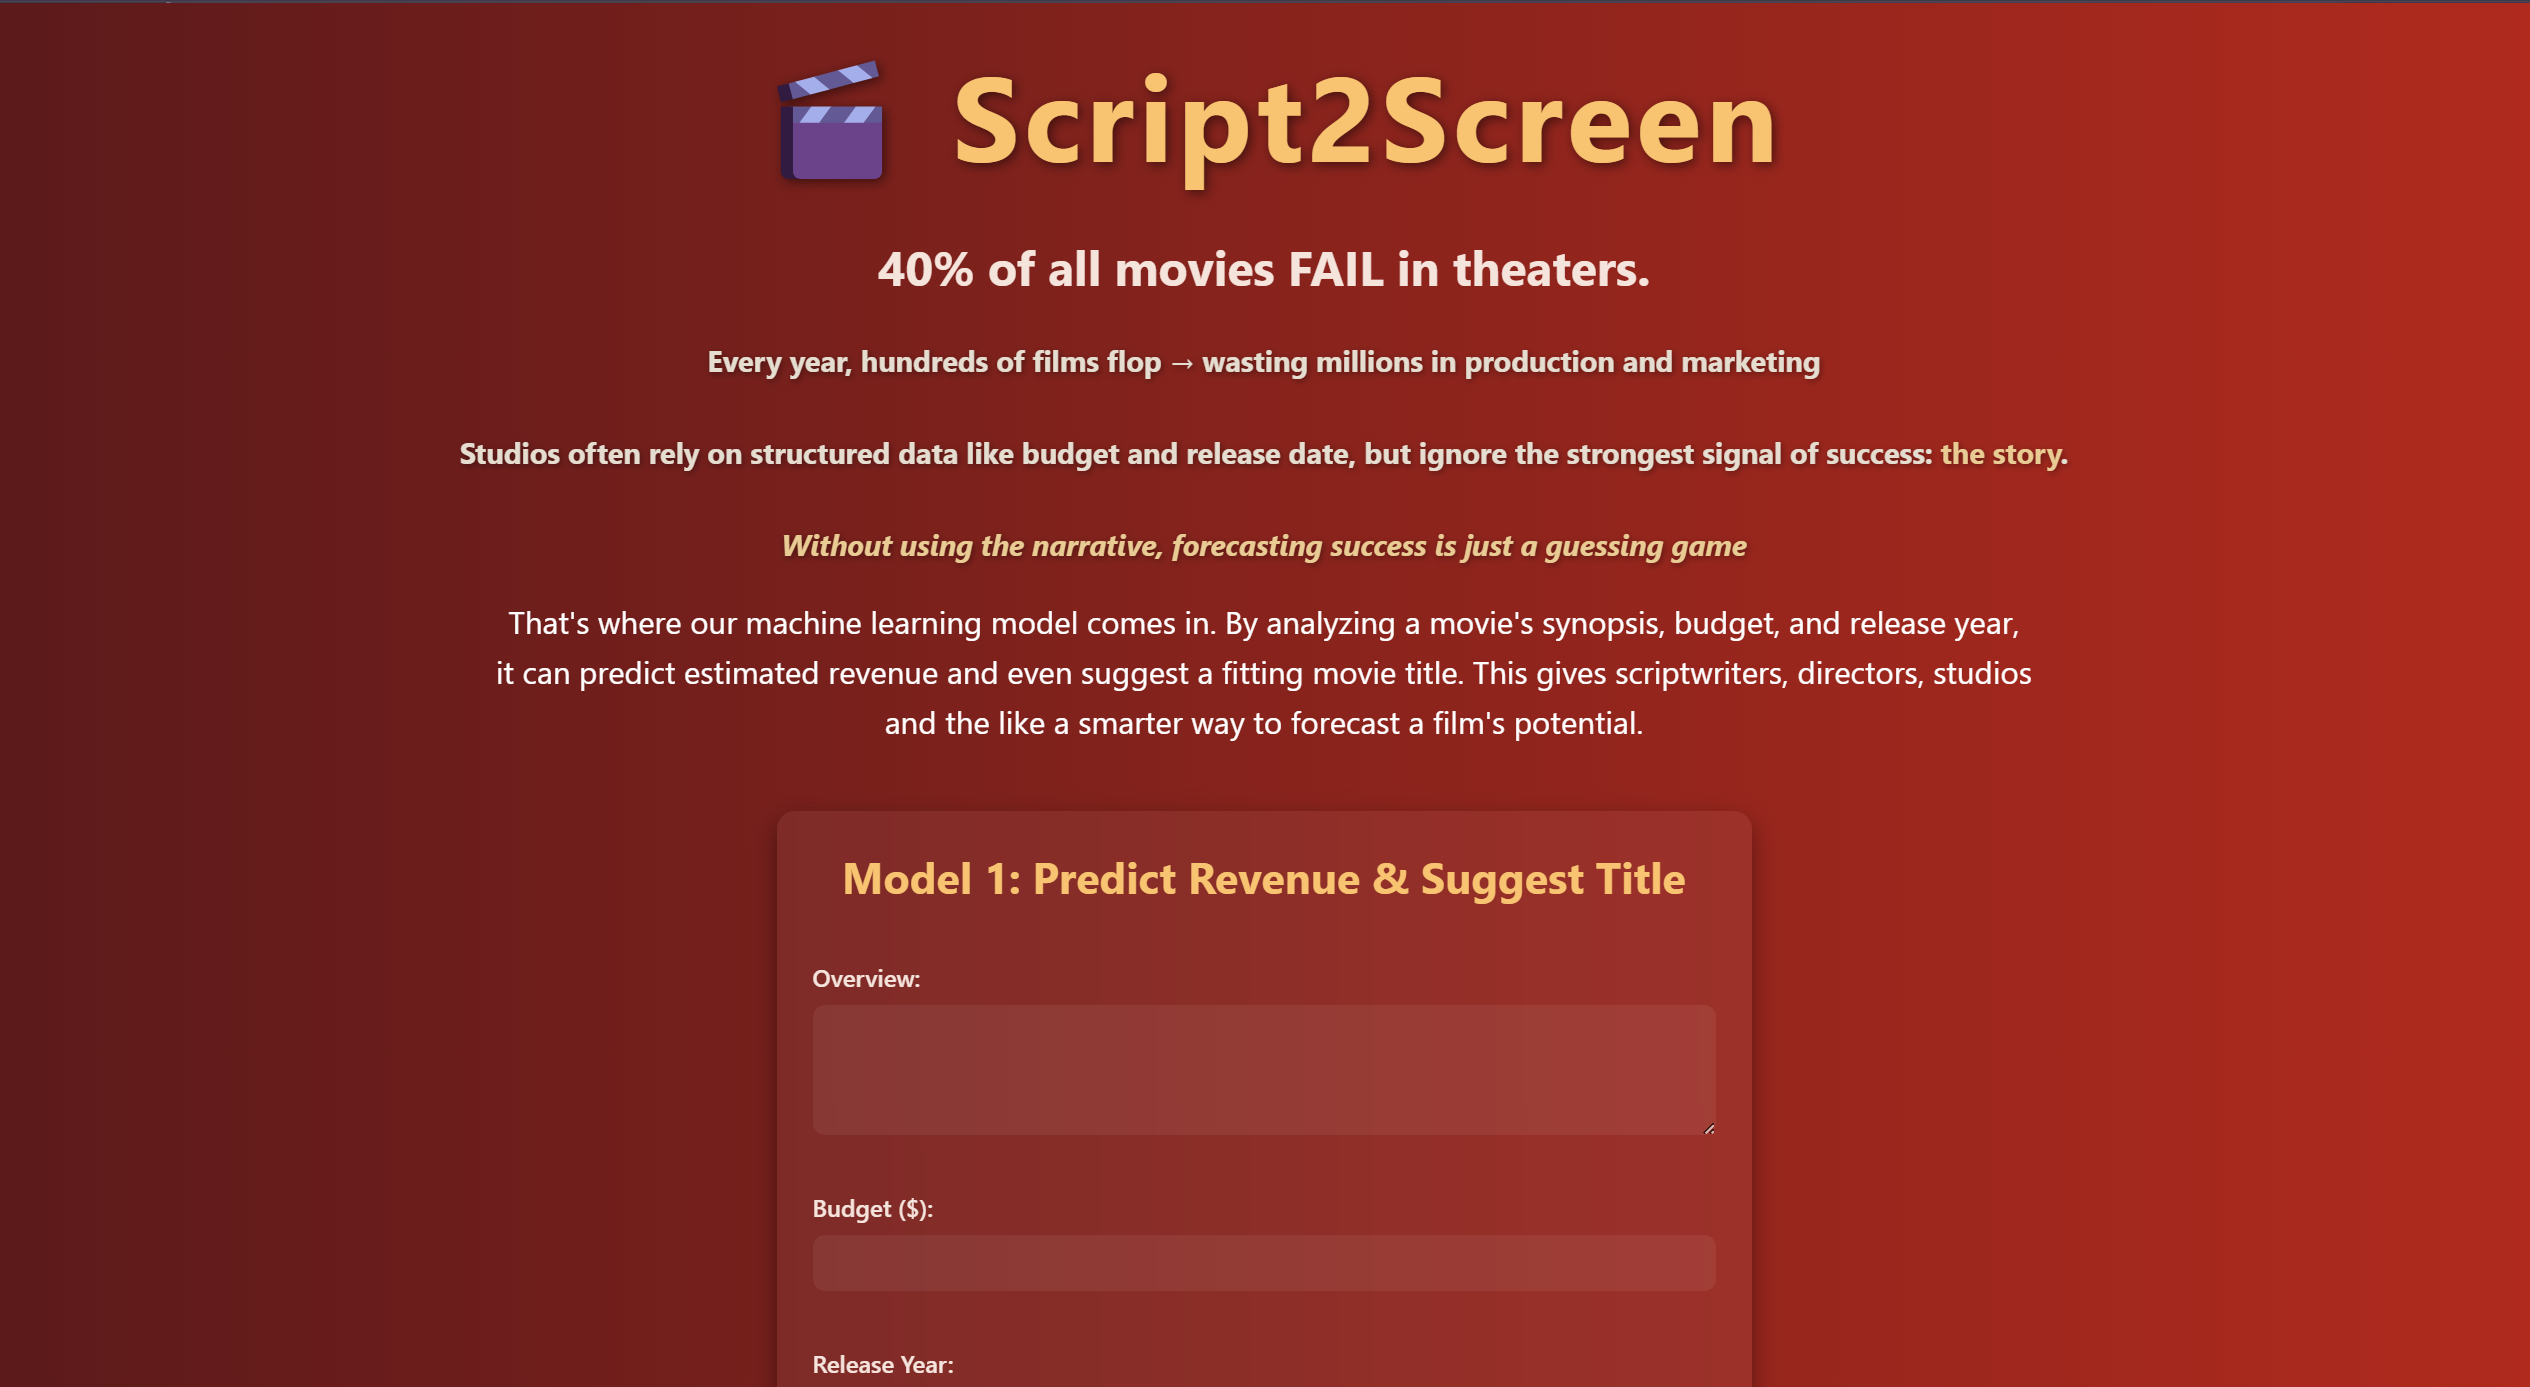 Script2Screen
40% of all movies FAIL in theaters.
Every year, hundreds of films flop → wasting millions in production and marketing
Studios often rely on structured data like budget and release date, but ignore the strongest signal of success: the story.
Without using the narrative, forecasting success is just a guessing game
That's where our machine learning model comes in. By analyzing a movie's synopsis, budget, and release year,
it can predict estimated revenue and even suggest a fitting movie title. This gives scriptwriters, directors, studios
and the like a smarter way to forecast a film's potential.
Model 1: Predict Revenue & Suggest Title
Overview:
Budget ($):
Release Year: